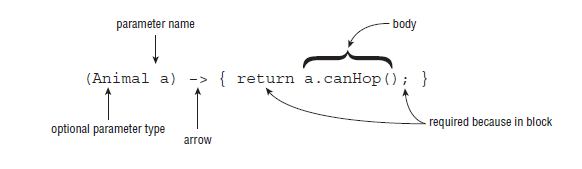 parameter name
body
(Animal a) -> { return a.canHop(); }
optional parameter type
arrow
required because in block